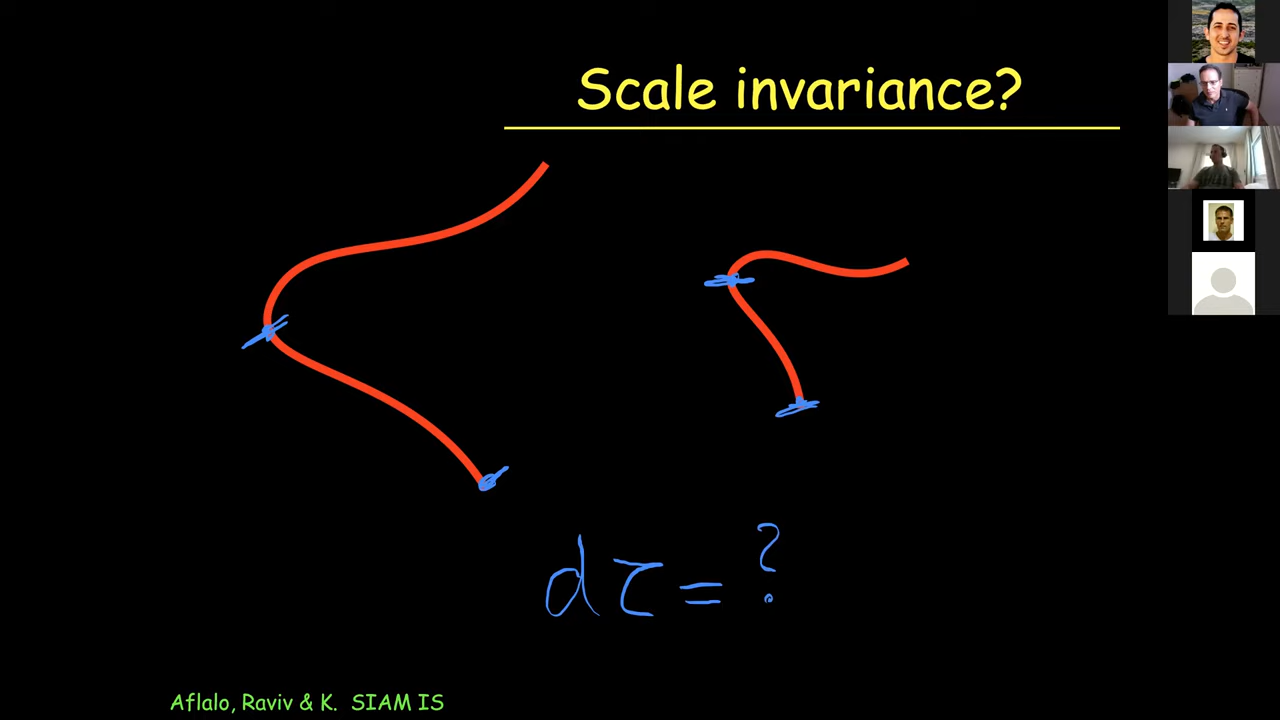 Scale invariance?
dτ = ?
Aflalo, Raviv & K. SIAM IS